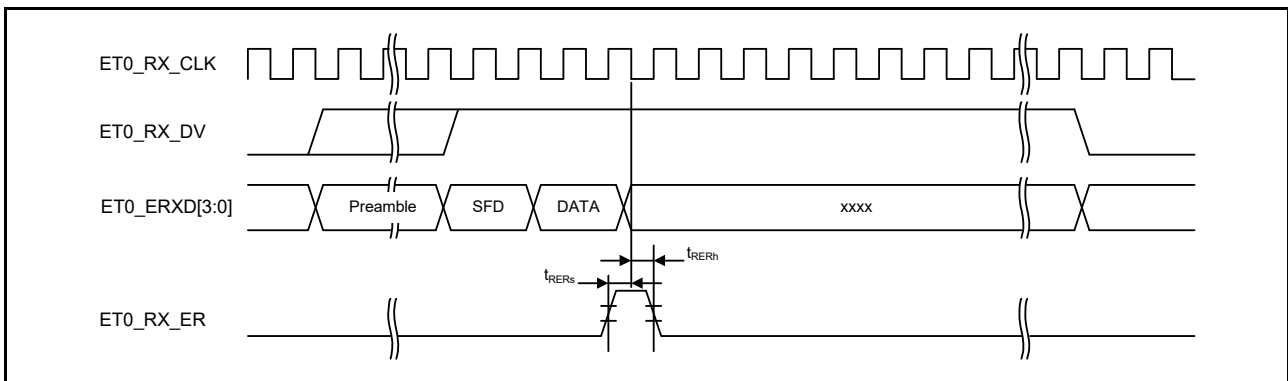 ET0_RX_CLK
ET0_RX_DV
ET0_ERXD[3:0]
Preamble SFD DATA xxxx
tRERh
tRERs
ET0_RX_ER